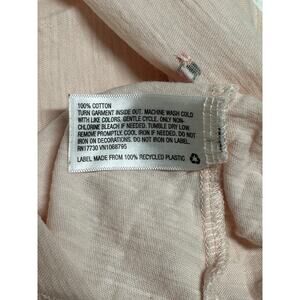 100% COTTON
TURN GARMENT INSIDE OUT. MACHINE WASH COLD
WITH LIKE COLORS, GENTLE CYCLE. ONLY NON-
CHLORINE BLEACH IF NEEDED. TUMBLE DRY LOW.
REMOVE PROMPTLY. COOL IRON IF NEEDED. DO NOT
IRON ON DECORATIONS. DO NOT IRON ON LABEL.
RN17730 VN1068795
LABEL MADE FROM 100% RECYCLED PLASTIC